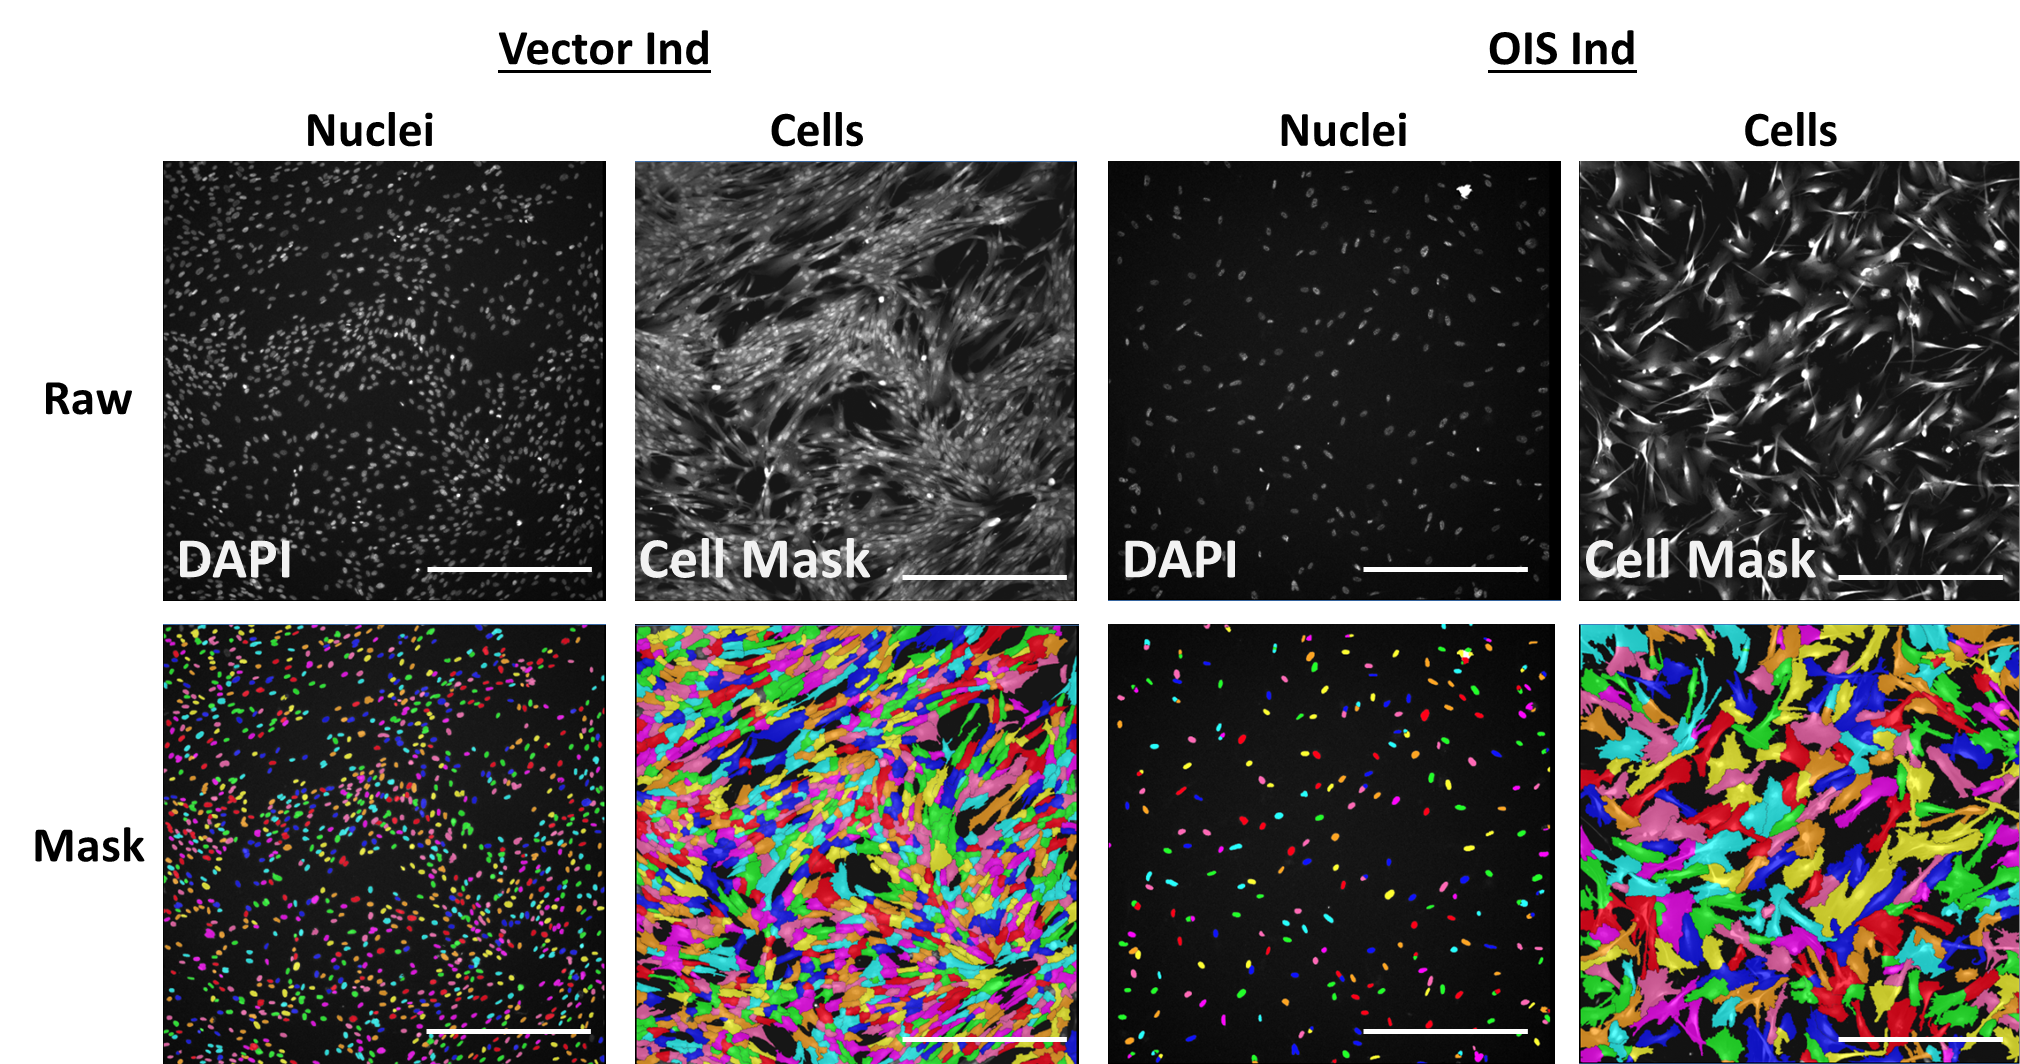 Vector Ind
OIS Ind
Nuclei
Cells
Nuclei
Cells
Raw
DAPI
Cell Mask
DAPI
Cell Mask
Mask